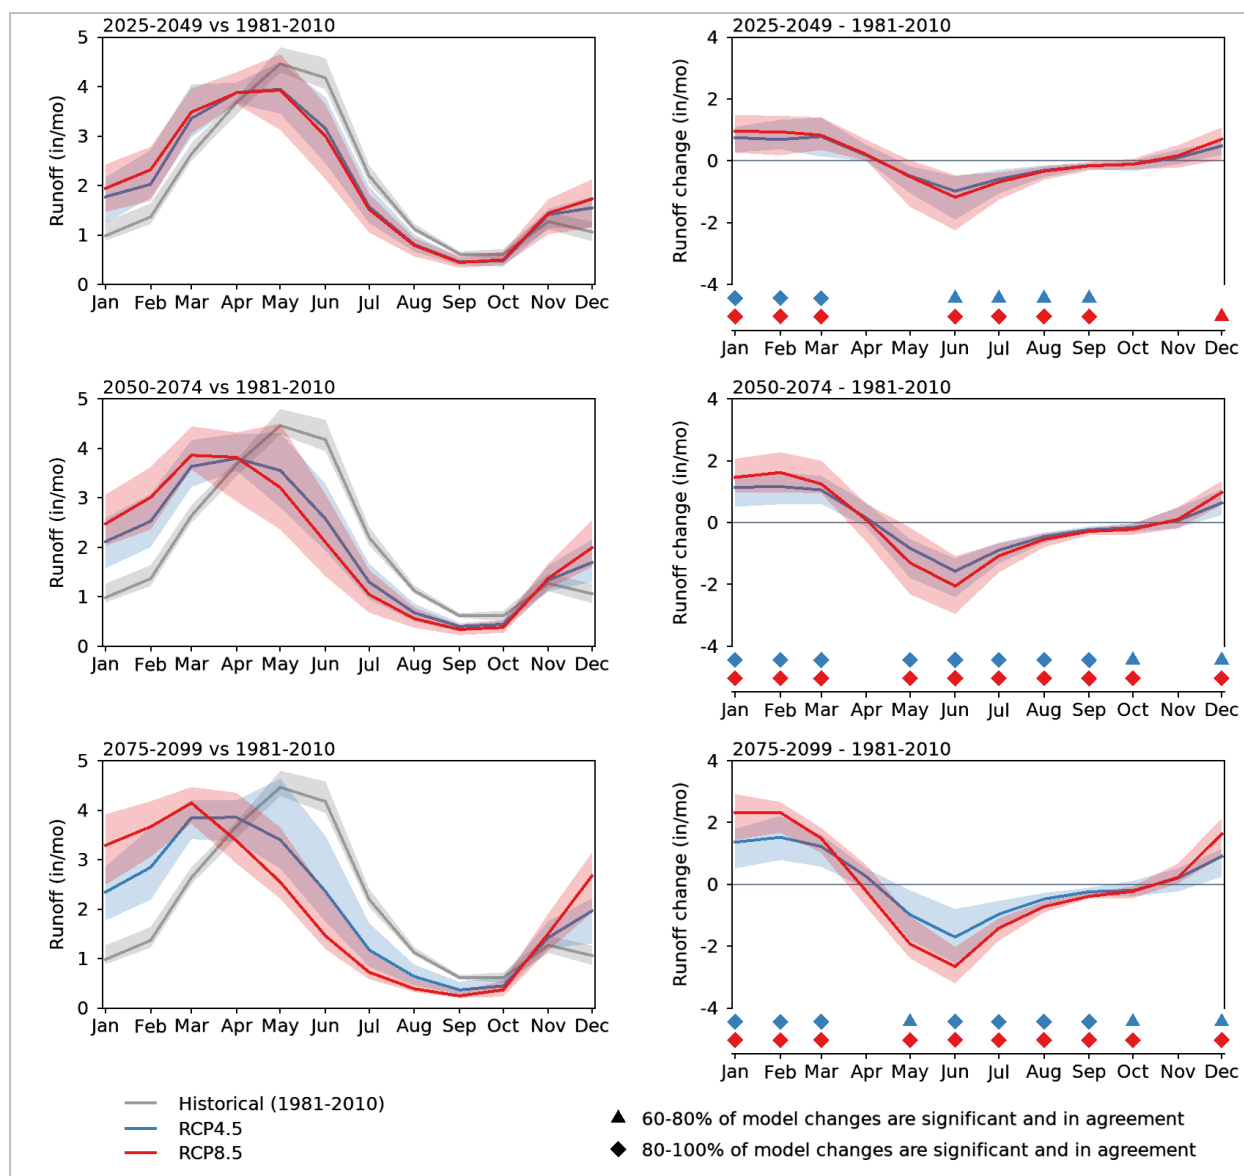 2025-2049 vs 1981-2010
Runoff (in/mo)
5
4
3
2
1
0
Jan Feb Mar Apr May Jun Jul Aug Sep Oct Nov Dec
2025-2049 - 1981-2010
Runoff change (in/mo)
4
2
0
-2
-4
Jan Feb Mar Apr May Jun Jul Aug Sep Oct Nov Dec
2050-2074 vs 1981-2010
Runoff (in/mo)
5
4
3
2
1
0
Jan Feb Mar Apr May Jun Jul Aug Sep Oct Nov Dec
2050-2074 - 1981-2010
Runoff change (in/mo)
4
2
0
-2
-4
Jan Feb Mar Apr May Jun Jul Aug Sep Oct Nov Dec
2075-2099 vs 1981-2010
Runoff (in/mo)
5
4
3
2
1
0
Jan Feb Mar Apr May Jun Jul Aug Sep Oct Nov Dec
2075-2099 - 1981-2010
Runoff change (in/mo)
4
2
0
-2
-4
Jan Feb Mar Apr May Jun Jul Aug Sep Oct Nov Dec
Historical (1981-2010)
RCP4.5
RCP8.5
60-80% of model changes are significant and in agreement
80-100% of model changes are significant and in agreement